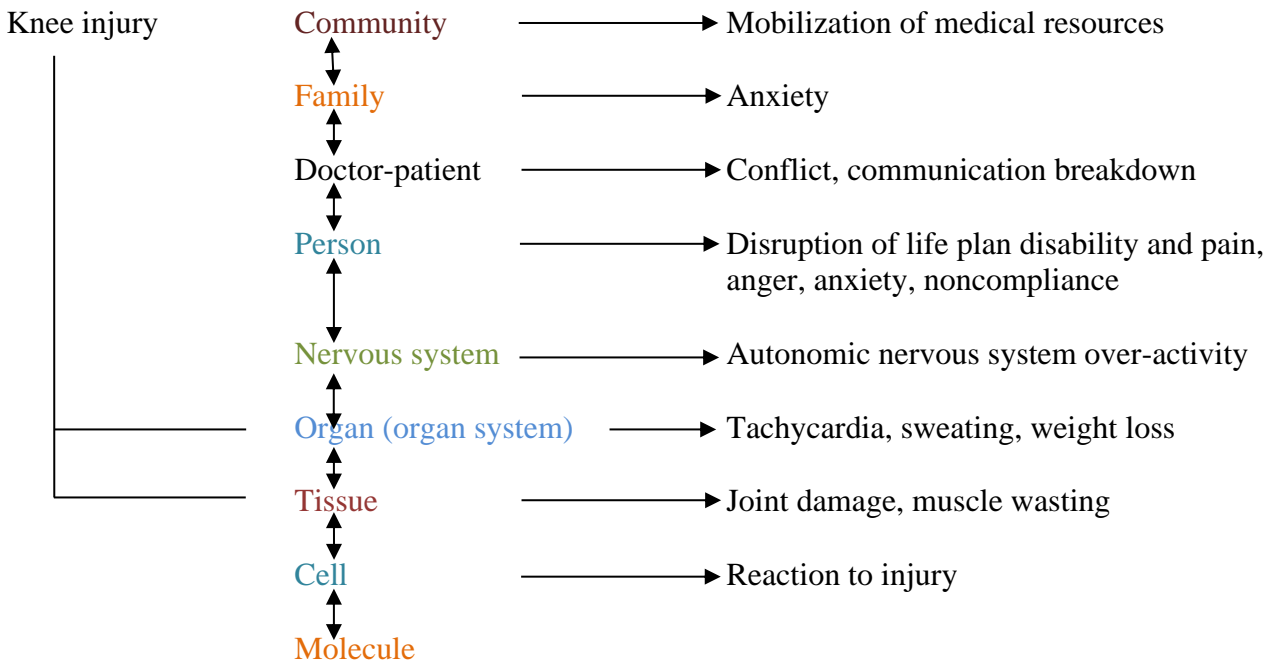 Knee injury Community Mobilization of medical resources
Family Anxiety
Doctor-patient Conflict, communication breakdown
Person Disruption of life plan disability and pain,
anger, anxiety, noncompliance
Nervous system Autonomic nervous system over-activity
Organ (organ system) Tachycardia, sweating, weight loss
Tissue Joint damage, muscle wasting
Cell Reaction to injury
Molecule